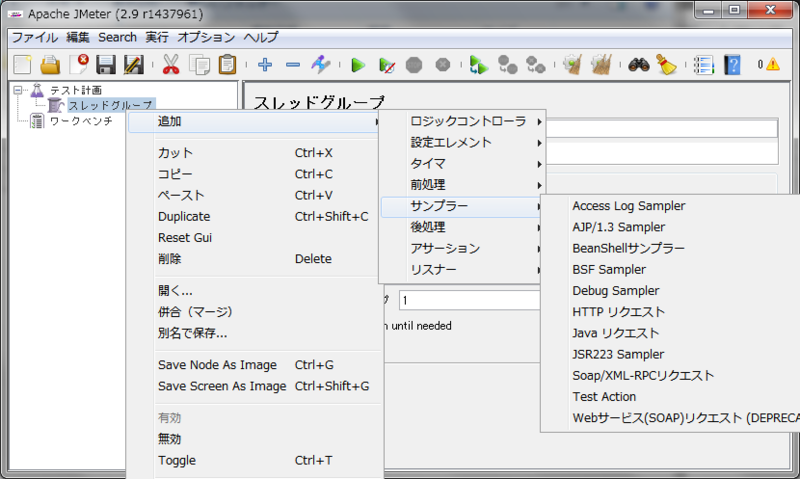 Apache JMeter (2.9 r1437961)
ファイル 編集 Search 実行 オプション ヘルプ
0
テスト計画
スレッドグループ
ワークベンチ
スレッドグループ
追加
カット Ctrl+X
コピー Ctrl+C
ペースト Ctrl+V
Duplicate Ctrl+Shift+C
Reset Gui
削除 Delete
開く...
併合（マージ）
別名で保存...
Save Node As Image Ctrl+G
Save Screen As Image Ctrl+Shift+G
有効
無効
Toggle Ctrl+T
ロジックコントローラ
設定エレメント
タイマ
前処理
サンプラー
後処理
アサーション
リスナー
1
until needed
Access Log Sampler
AJP/1.3 Sampler
BeanShellサンプラー
BSF Sampler
Debug Sampler
HTTP リクエスト
Java リクエスト
JSR223 Sampler
Soap/XML-RPCリクエスト
Test Action
Webサービス(SOAP)リクエスト (DEPRECA